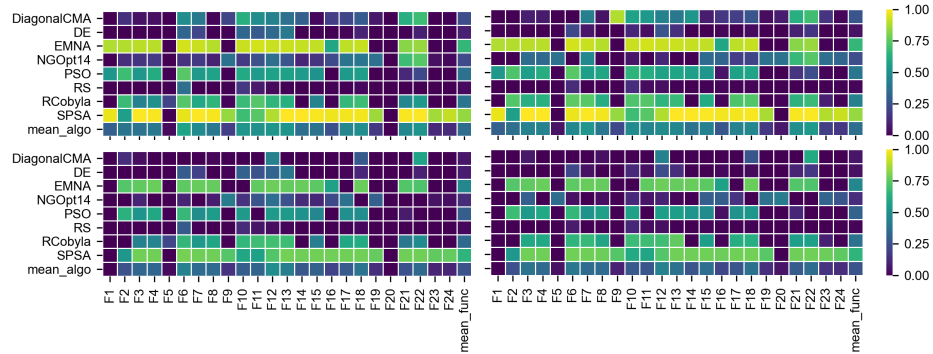 DiagonalCMA
DE
EMNA
NGOpt14
PSO
RS
RCobyla
SPSA
mean_algo
1.00
0.75
0.50
0.25
0.00
DiagonalCMA
DE
EMNA
NGOpt14
PSO
RS
RCobyla
SPSA
mean_algo
1.00
0.75
0.50
0.25
0.00
F1 F2 F3 F4 F5 F6 F7 F8 F9 F10 F11 F12 F13 F14 F15 F16 F17 F18 F19 F20 F21 F22 F23 F24 mean_func
F1 F2 F3 F4 F5 F6 F7 F8 F9 F10 F11 F12 F13 F14 F15 F16 F17 F18 F19 F20 F21 F22 F23 F24 mean_func